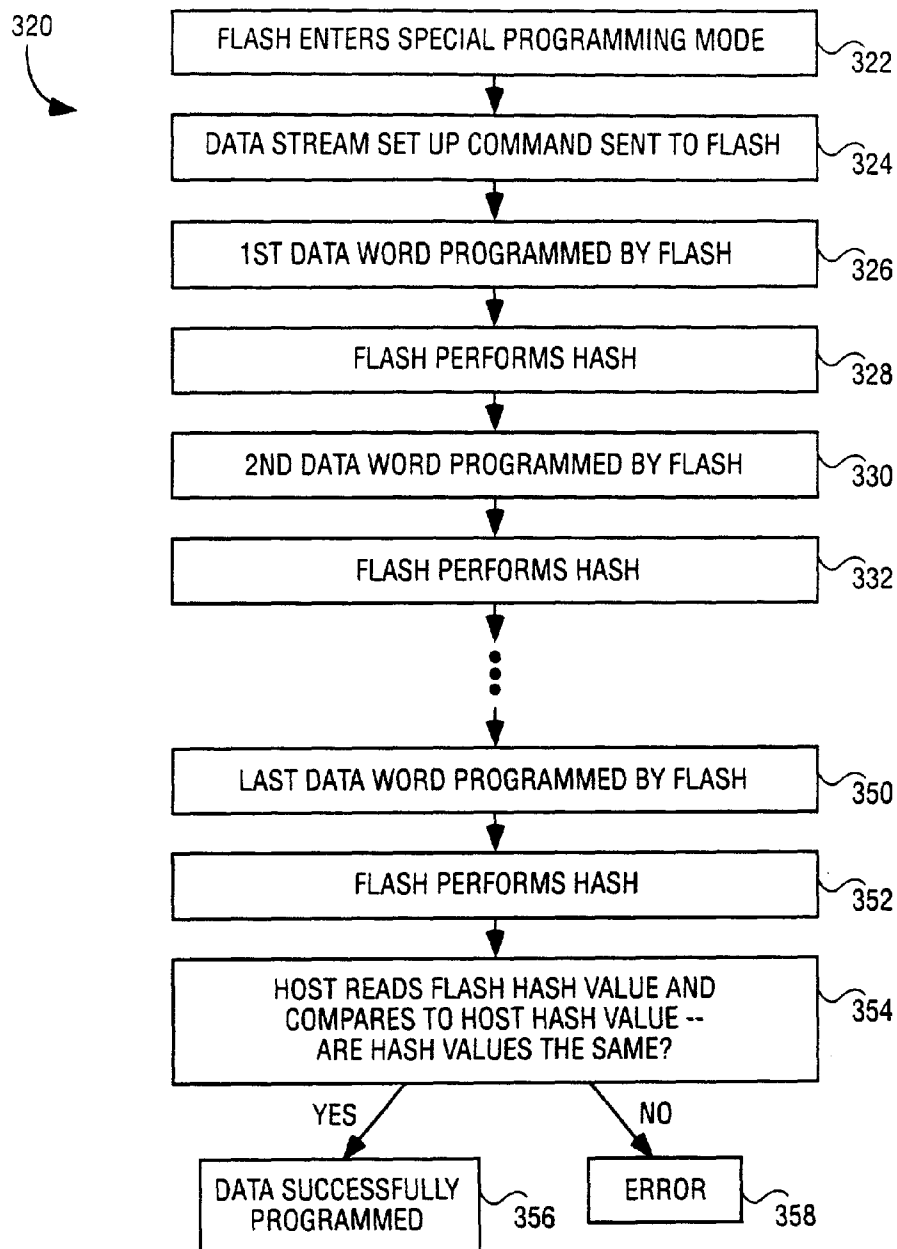 320
FLASH ENTERS SPECIAL PROGRAMMING MODE
322
DATA STREAM SET UP COMMAND SENT TO FLASH
324
1ST DATA WORD PROGRAMMED BY FLASH
326
FLASH PERFORMS HASH
328
2ND DATA WORD PROGRAMMED BY FLASH
330
FLASH PERFORMS HASH
332
LAST DATA WORD PROGRAMMED BY FLASH
350
FLASH PERFORMS HASH
352
HOST READS FLASH HASH VALUE AND
COMPARES TO HOST HASH VALUE --
ARE HASH VALUES THE SAME?
354
YES
NO
DATA SUCCESSFULLY
PROGRAMMED
356
ERROR
358